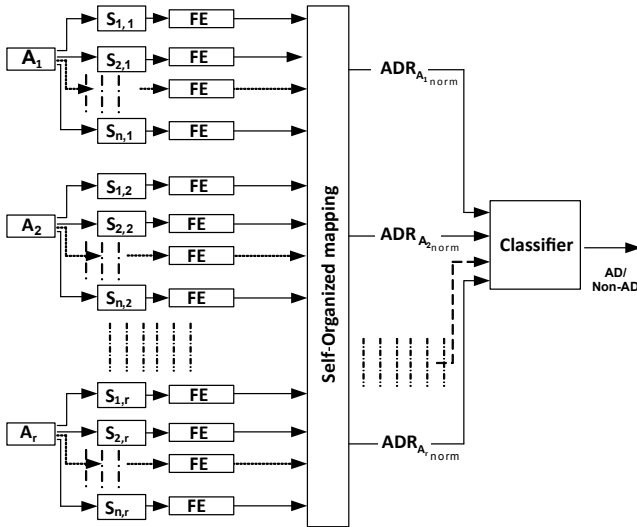 S1,1 FE
A1 S2,1 FE
FE
Sn,1 FE
S1,2 FE
A2 S2,2 FE
FE
Sn,2 FE
S1,r FE
Ar S2,r FE
FE
Sn,r FE
Self-Organized mapping
ADRA1norm
ADRA2norm
ADRArnorm
Classifier
AD/
Non-AD